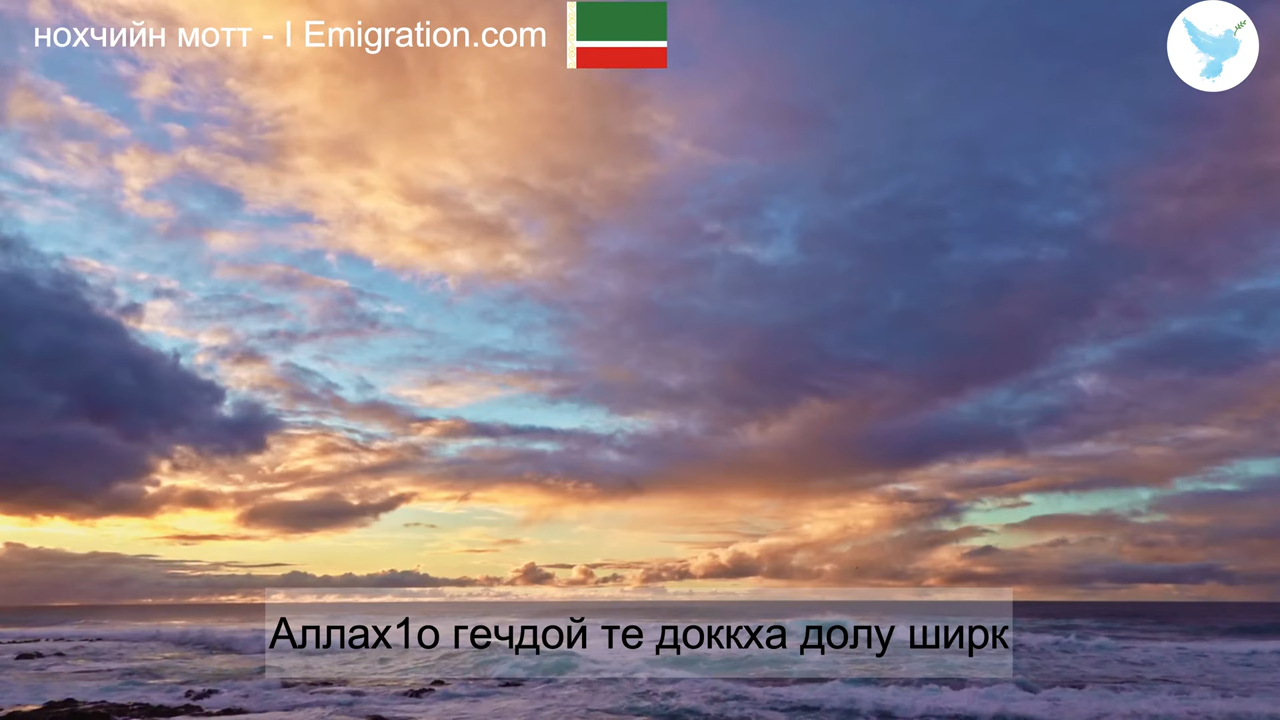 нохчийн мотт - I Emigration.com
Аллах1о гечдой те доккха долу ширк